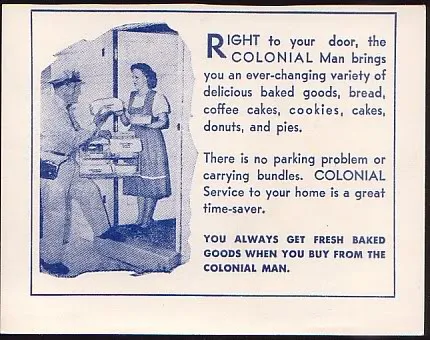 RIGHT to your door, the
COLONIAL Man brings
you an ever-changing variety of
delicious baked goods, bread,
coffee cakes, cookies, cakes,
donuts, and pies.
There is no parking problem or
carrying bundles. COLONIAL
Service to your home is a great
time-saver.
YOU ALWAYS GET FRESH BAKED
GOODS WHEN YOU BUY FROM THE
COLONIAL MAN.